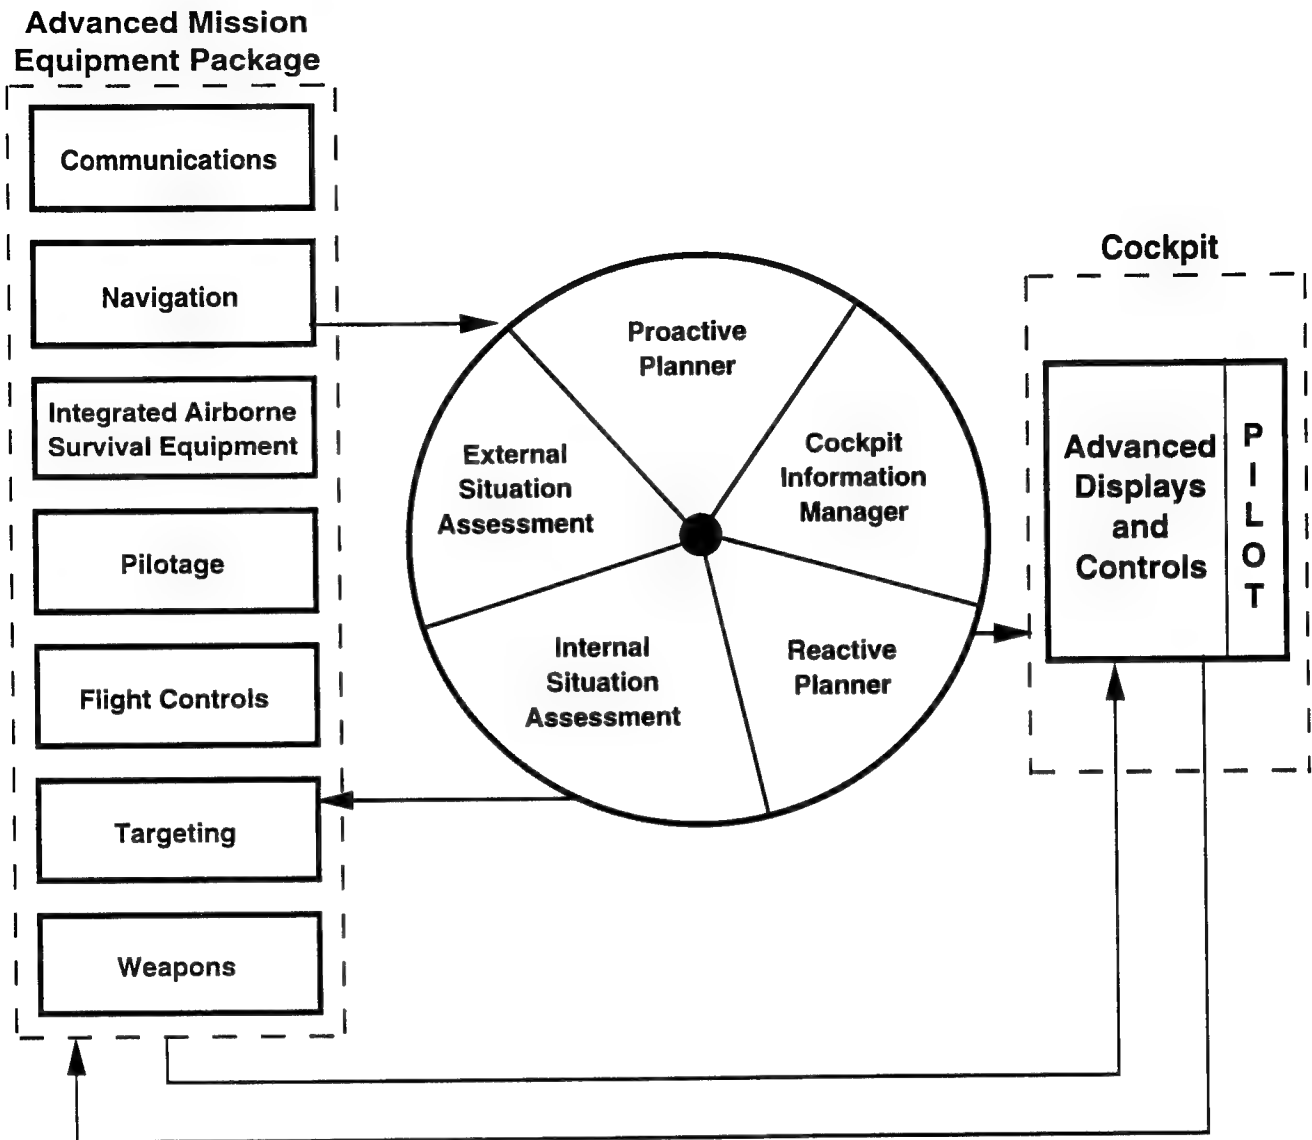 Advanced Mission
Equipment Package
Communications
Navigation
Integrated Airborne
Survival Equipment
Pilotage
Flight Controls
Targeting
Weapons
Proactive
Planner
External
Situation
Assessment
Cockpit
Information
Manager
Internal
Situation
Assessment
Reactive
Planner
Cockpit
Advanced
Displays
and
Controls
P
I
L
O
T